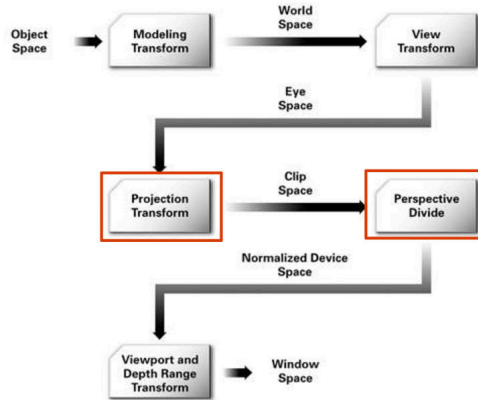 Object
Space
Modeling
Transform
World
Space
View
Transform
Eye
Space
Projection
Transform
Clip
Space
Perspective
Divide
Normalized Device
Space
Viewport and
Depth Range
Transform
Window
Space